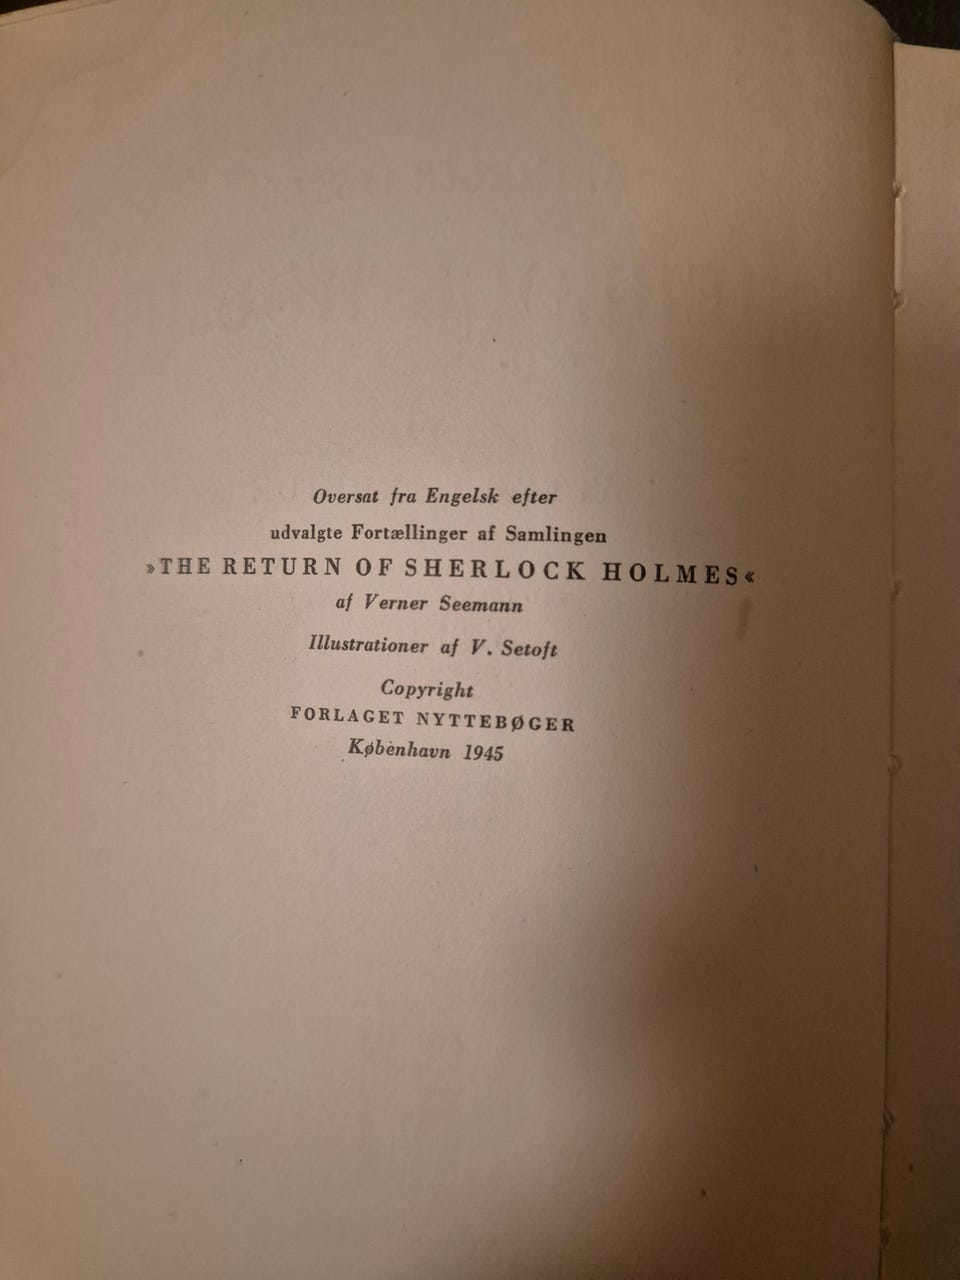 Oversat fra Engelsk efter
udvalgte Fortællinger af Samlingen
»THE RETURN OF SHERLOCK HOLMES«
af Verner Seemann
Illustrationer af V. Setoft
Copyright
FORLAGET NYTTEBØGER
København 1945